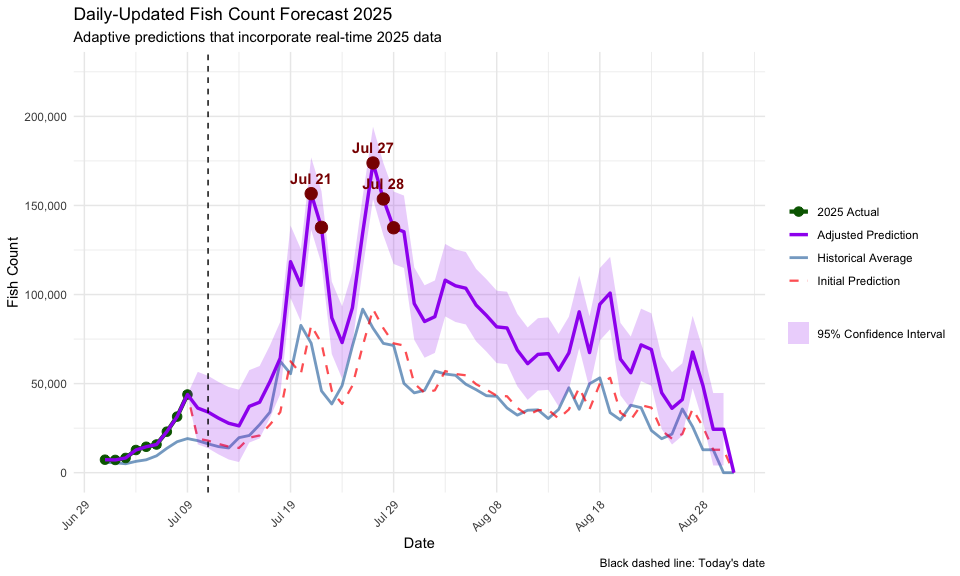 Daily-Updated Fish Count Forecast 2025
Adaptive predictions that incorporate real-time 2025 data
Fish Count
200,000
150,000
100,000
50,000
0
Jul 21
Jul 27
Jul 28
Jun 29
Jul 09
Jul 19
Jul 29
Aug 08
Aug 18
Aug 28
Date
2025 Actual
Adjusted Prediction
Historical Average
Initial Prediction
95% Confidence Interval
Black dashed line: Today's date